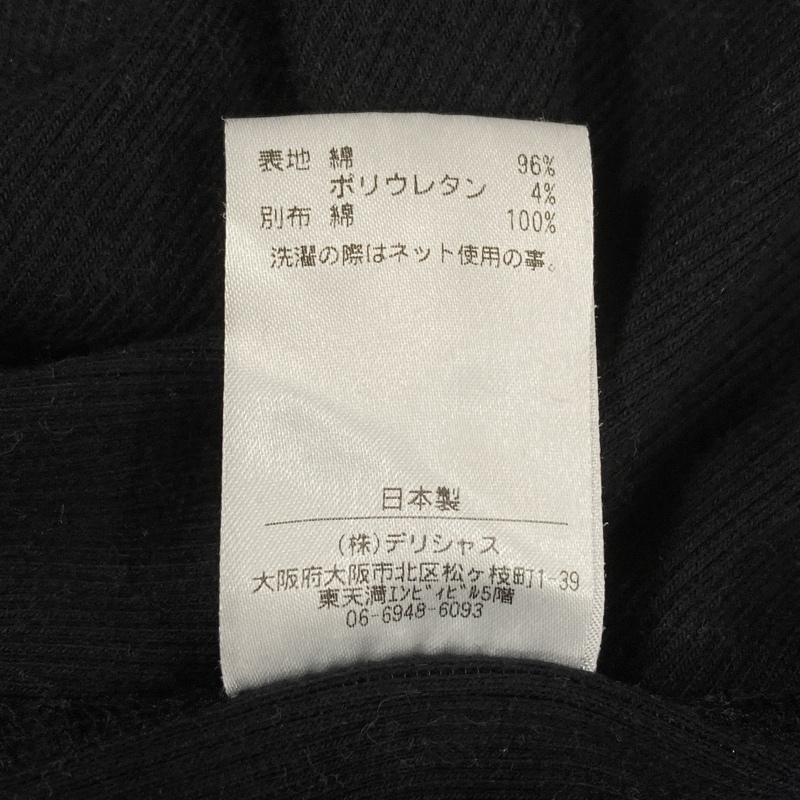 表地 綿 96%
ポリウレタン 4%
別布 綿 100%
洗濯の際はネット使用の事。
日本製
(株)デリシャス
大阪府大阪市北区松ヶ枝町1-39
東天満ｴﾝﾋﾞｨﾋﾞﾙ5階
06-6948-6093